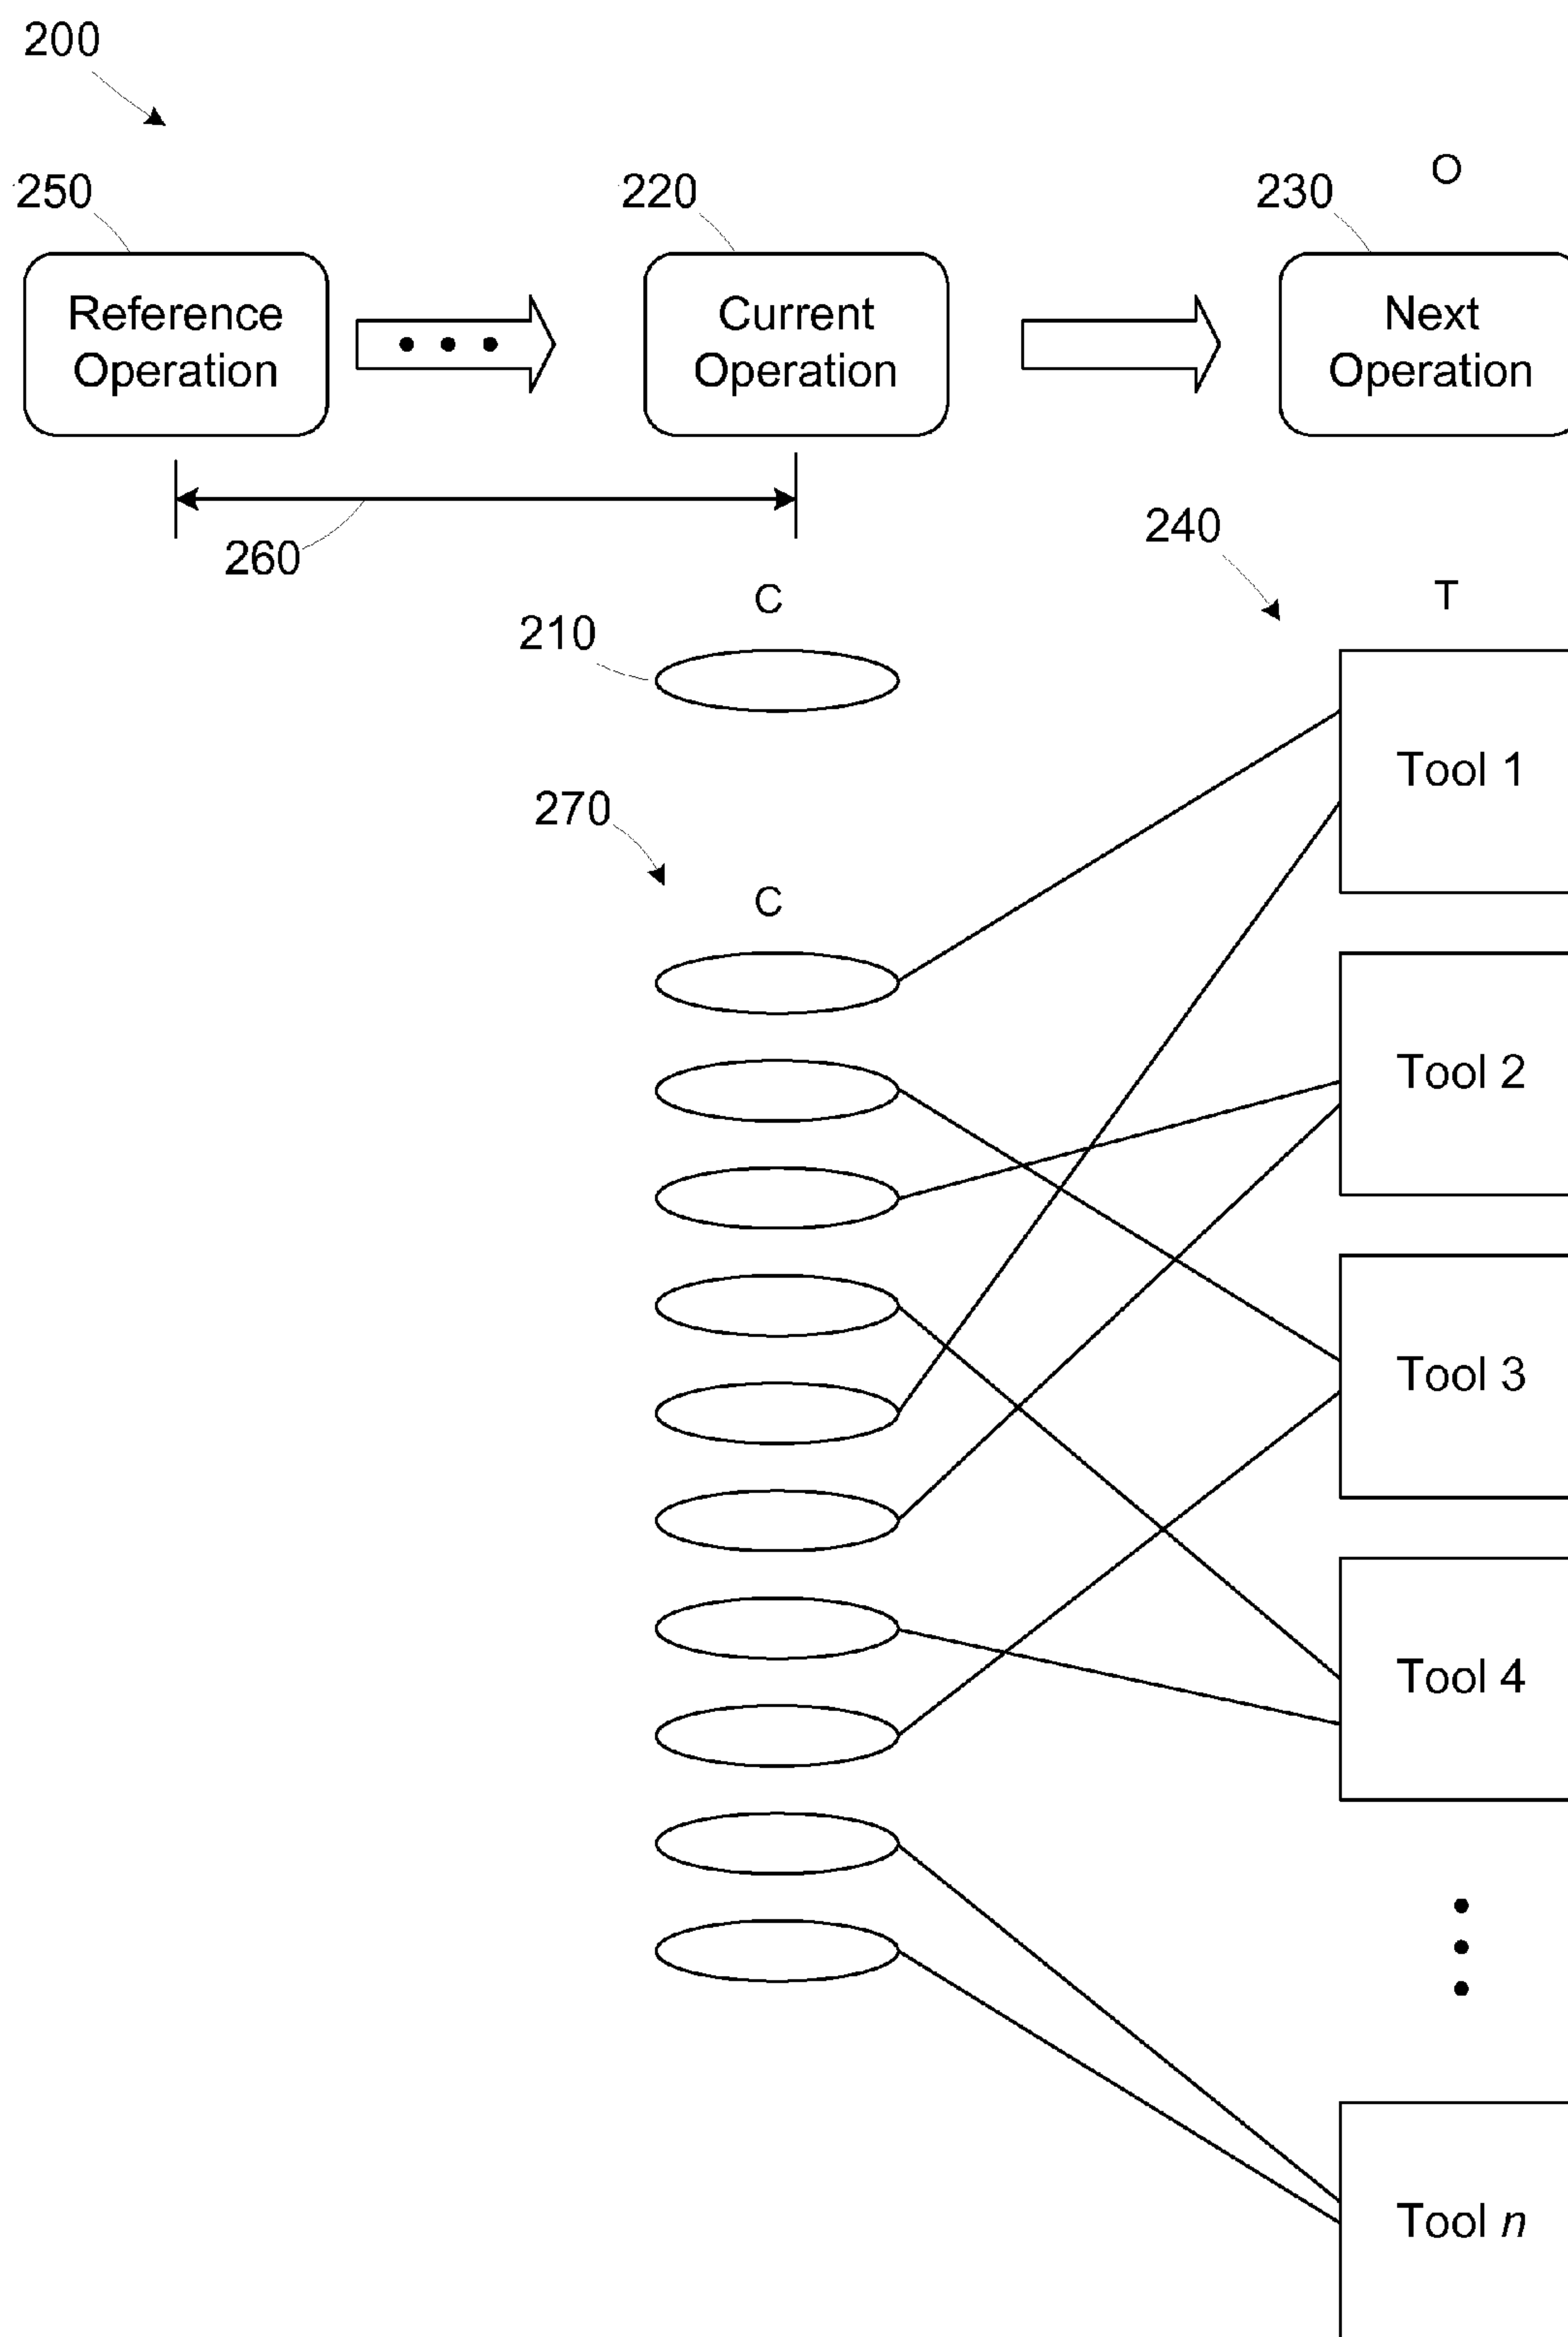 200
250
220
230
O
Reference
Operation
Current
Operation
Next
Operation
260
240
C
T
210
Tool 1
270
C
Tool 2
Tool 3
Tool 4
Tool n